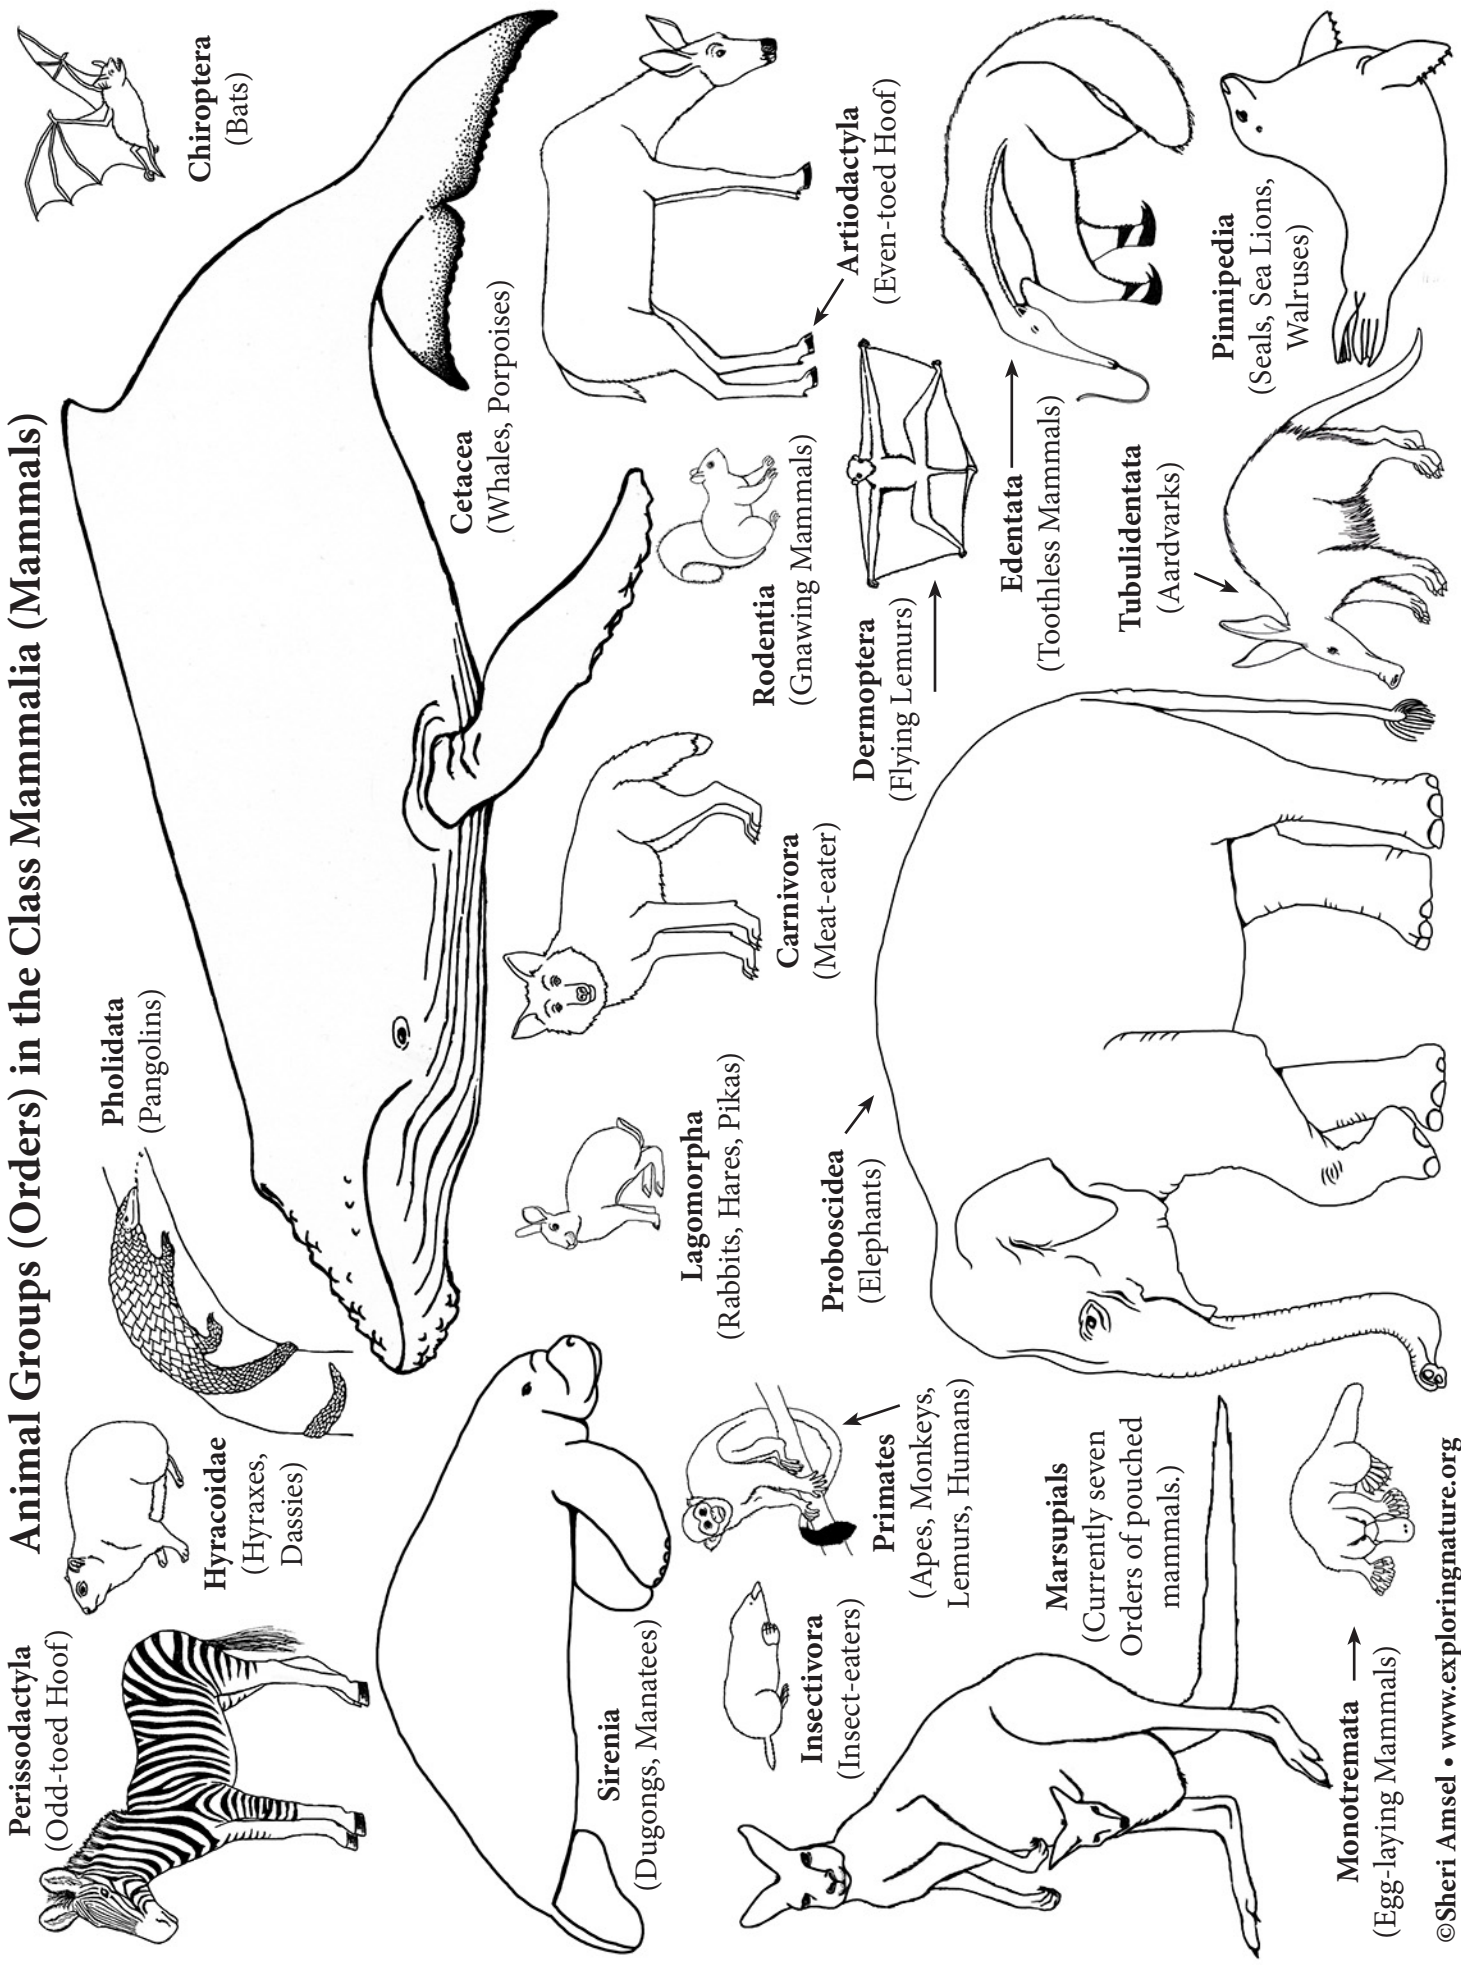 Animal Groups (Orders) in the Class Mammalia (Mammals)
Perissodactyla
(Odd-toed Hoof)
Hyracoidae
(Hyraxes,
Dassies)
Pholidata
(Pangolins)
Chiroptera
(Bats)
Sirenia
(Dugongs, Manatees)
Cetacea
(Whales, Porpoises)
Insectivora
(Insect-eaters)
Primates
(Apes, Monkeys,
Lemurs, Humans)
Lagomorpha
(Rabbits, Hares, Pikas)
Carnivora
(Meat-eater)
Rodentia
(Gnawing Mammals)
Artiodactyla
(Even-toed Hoof)
Marsupials
(Currently seven
Orders of pouched
mammals.)
Proboscidea
(Elephants)
Dermoptera
(Flying Lemurs)
Edentata
(Toothless Mammals)
Tubulidentata
(Aardvarks)
Pinnipedia
(Seals, Sea Lions,
Walruses)
Monotremata
(Egg-laying Mammals)
©Sheri Amsel • www.exploringnature.org